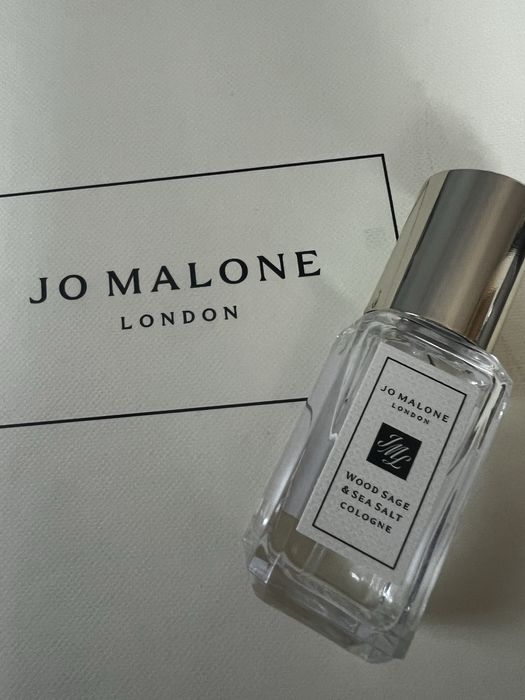 JO MALONE
LONDON
JO MALONE
LONDON
JML
WOOD SAGE
& SEA SALT
COLOGNE